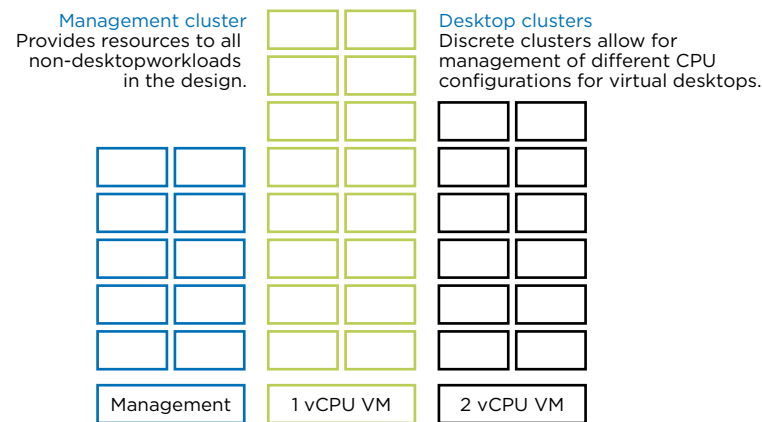 Management cluster
Provides resources to all
non-desktopworkloads
in the design.
Desktop clusters
Discrete clusters allow for
management of different CPU
configurations for virtual desktops.
Management
1 vCPU VM
2 vCPU VM